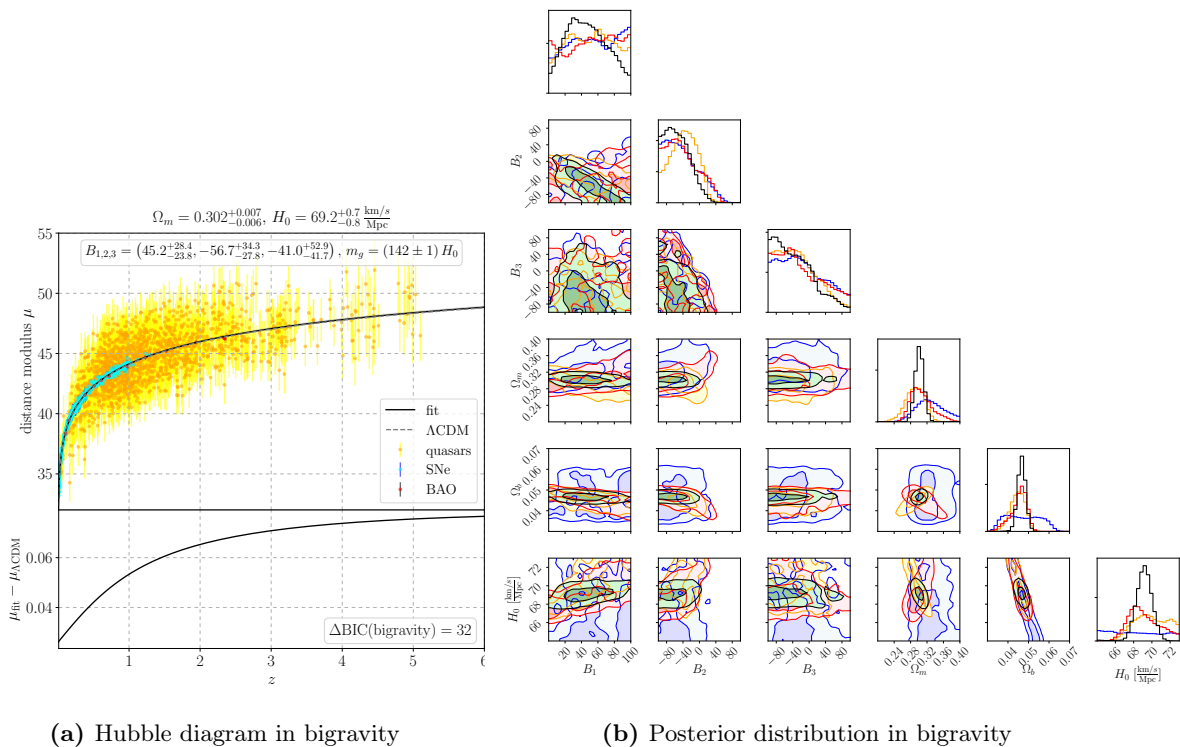 Ω_m = 0.302^{+0.007}_{-0.006}, H_0 = 69.2^{+0.7}_{-0.8} km/s/Mpc
B_{1,2,3} = (45.2^{+28.4}_{-23.8}, −56.7^{+34.3}_{-27.8}, −41.0^{+52.9}_{-41.7}), m_g = (142 ± 1) H_0
55
50
45
40
35
distance modulus μ
fit
ΛCDM
quasars
SNe
BAO
0.06
0.04
μ_fit − μ_ΛCDM
ΔBIC(bigravity) = 32
1 2 3 4 5 6
z
B_2
80
40
0
−40
−80
B_3
80
40
0
−40
−80
Ω_m
0.40
0.36
0.32
0.28
0.24
Ω_b
0.07
0.06
0.05
0.04
H_0 [km/s/Mpc]
72
70
68
66
20 40 60 80 100
B_1
−80 −40 0 40 80
B_2
−80 −40 0 40 80
B_3
0.24 0.28 0.32 0.36 0.40
Ω_m
0.04 0.05 0.06 0.07
Ω_b
66 68 70 72
H_0 [km/s/Mpc]
(a) Hubble diagram in bigravity
(b) Posterior distribution in bigravity